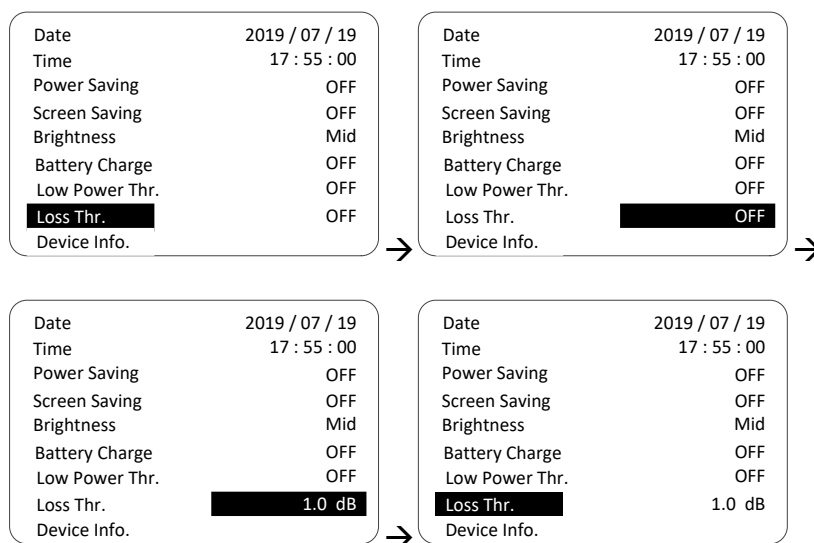 Date 2019 / 07 / 19
Time 17 : 55 : 00
Power Saving OFF
Screen Saving OFF
Brightness Mid
Battery Charge OFF
Low Power Thr. OFF
Loss Thr. OFF
Device Info.
→
Date 2019 / 07 / 19
Time 17 : 55 : 00
Power Saving OFF
Screen Saving OFF
Brightness Mid
Battery Charge OFF
Low Power Thr. OFF
Loss Thr. OFF
Device Info.
→
Date 2019 / 07 / 19
Time 17 : 55 : 00
Power Saving OFF
Screen Saving OFF
Brightness Mid
Battery Charge OFF
Low Power Thr. OFF
Loss Thr. 1.0 dB
Device Info.
→
Date 2019 / 07 / 19
Time 17 : 55 : 00
Power Saving OFF
Screen Saving OFF
Brightness Mid
Battery Charge OFF
Low Power Thr. OFF
Loss Thr. 1.0 dB
Device Info.